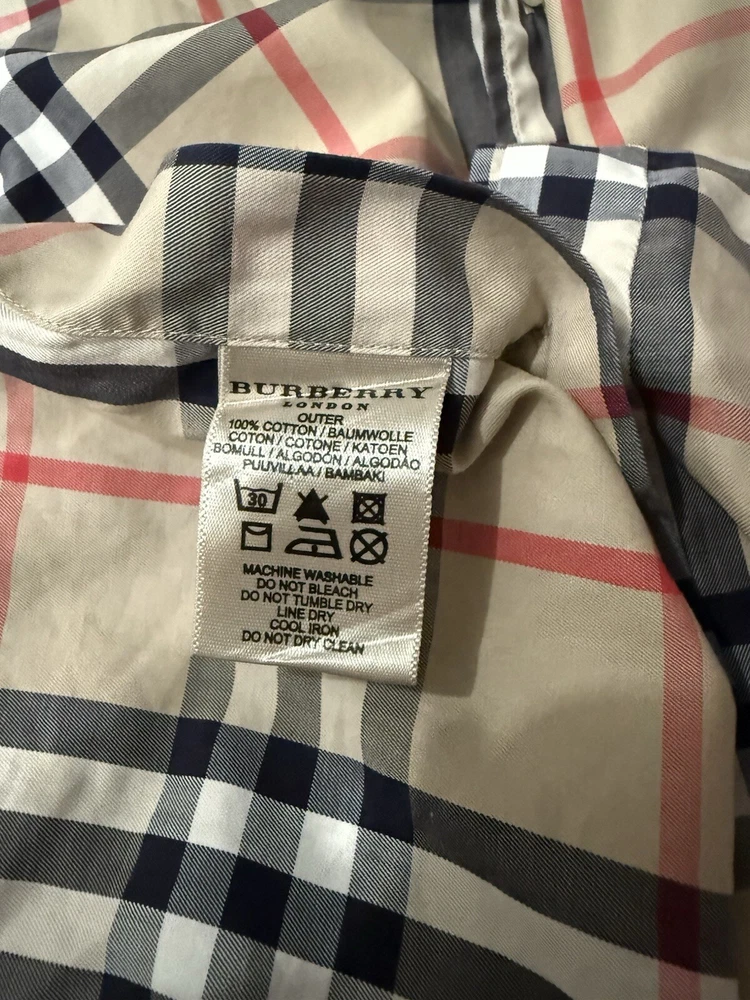 BURBERRY
LONDON
OUTER
100% COTTON / BAUMWOLLE
COTON / COTONE / KATOEN
BOMULL / ALGODON / ALGODÃO
PUUVILLAA / BAMBAKI
30
MACHINE WASHABLE
DO NOT BLEACH
DO NOT TUMBLE DRY
LINE DRY
COOL IRON
DO NOT DRY CLEAN